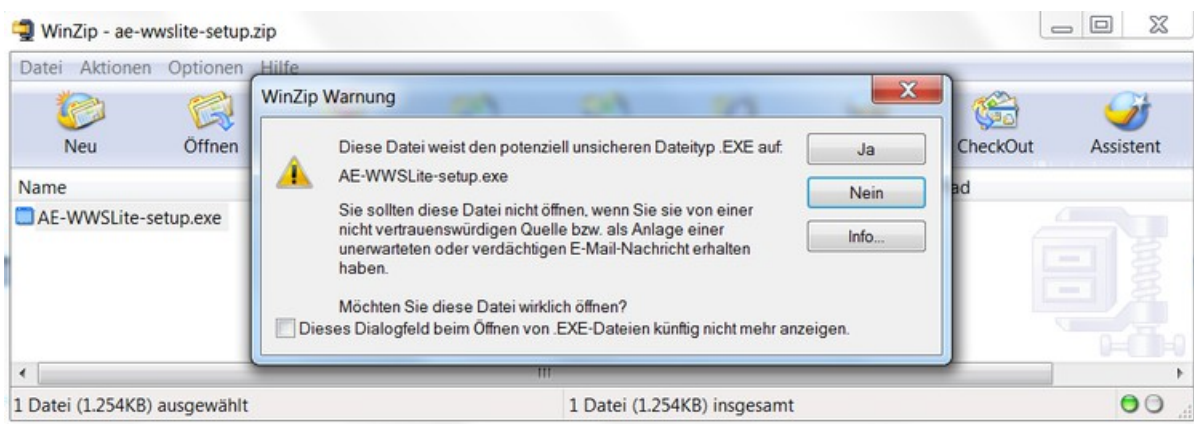 WinZip - ae-wwslite-setup.zip
Datei Aktionen Optionen Hilfe
WinZip Warnung
Neu Öffnen CheckOut Assistent
Diese Datei weist den potenziell unsicheren Dateityp .EXE auf:
AE-WWSLite-setup.exe
Sie sollten diese Datei nicht öffnen, wenn Sie sie von einer
nicht vertrauenswürdigen Quelle bzw. als Anlage einer
unerwarteten oder verdächtigen E-Mail-Nachricht erhalten
haben.
Möchten Sie diese Datei wirklich öffnen?
Dieses Dialogfeld beim Öffnen von .EXE-Dateien künftig nicht mehr anzeigen.
Ja
Nein
Info...
Name
AE-WWSLite-setup.exe
1 Datei (1.254KB) ausgewählt
1 Datei (1.254KB) insgesamt